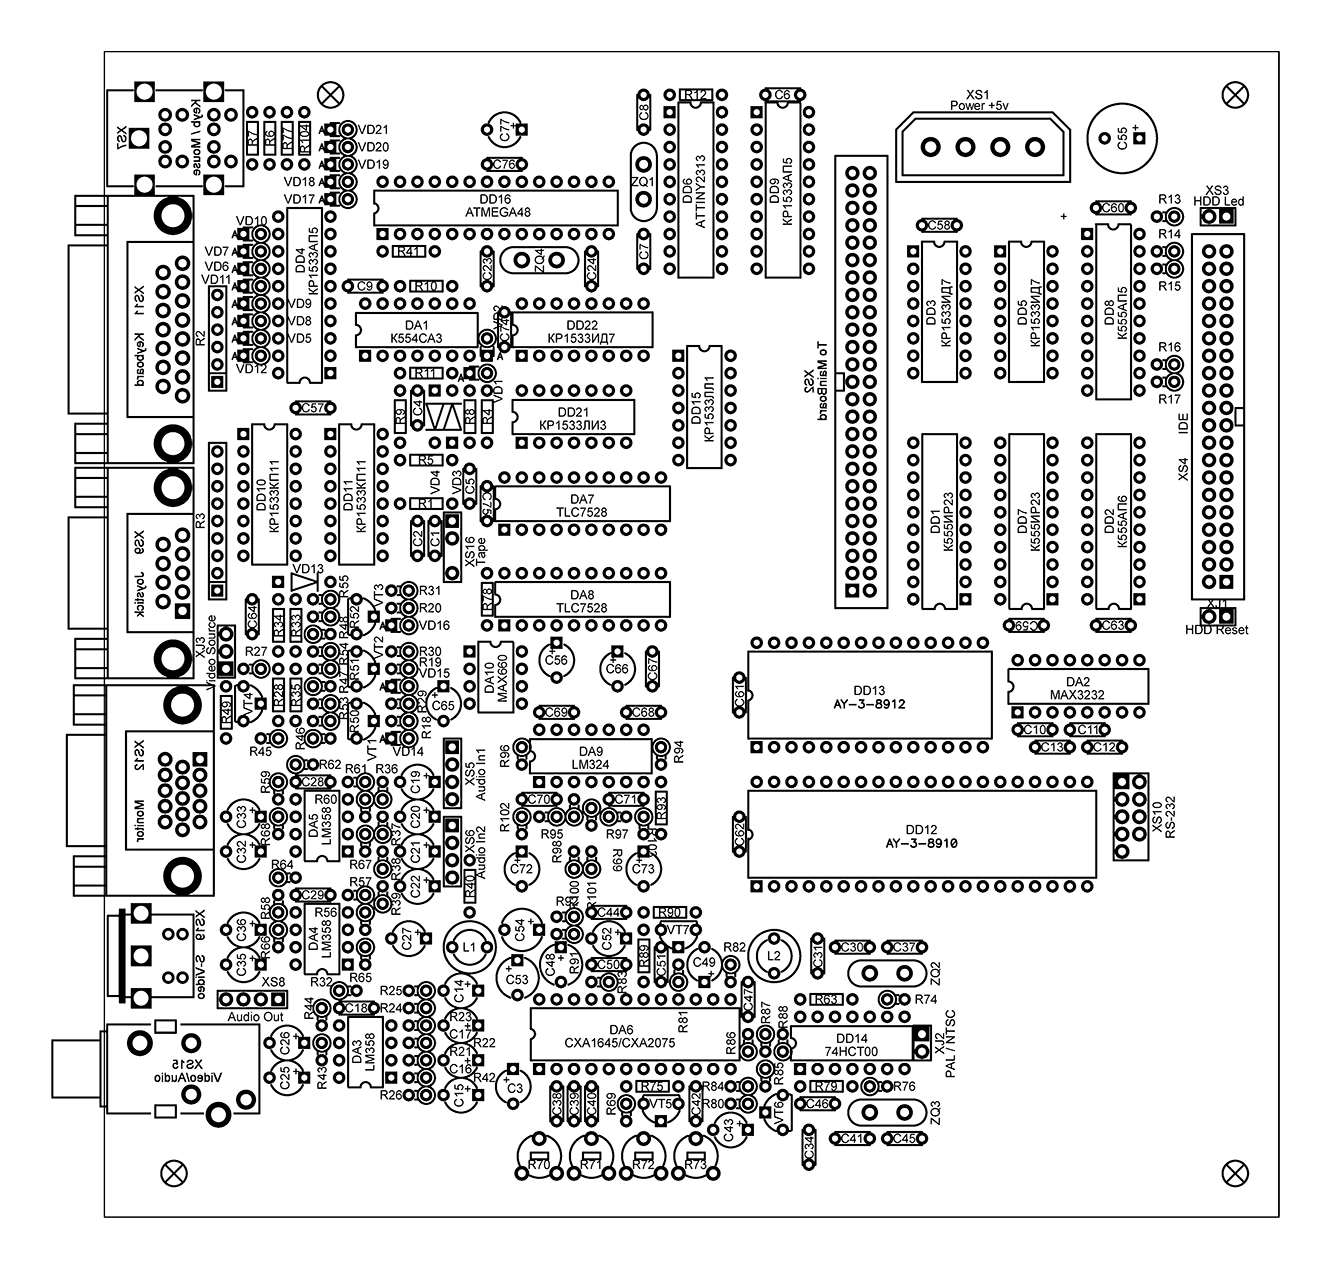 XS7
Keyb / Mouse
R7
R6
R77
R104
A VD21
A VD20
A VD19
VD18 A
VD17 A
C77
C76
DD16
ATMEGA48
C8
ZQ1
C7
R12
DD6
ATTINY2313
C6
DD9
КР1533АП5
XS1
Power +5v
C55
XS3
HDD Led
R13
R14
R15
R16
R17
C60
C58
DD3
КР1533ИД7
DD5
КР1533ИД7
DD8
К555АП5
XS11
Keyboard
VD10
VD7
VD6
VD11
VD9
VD8
VD5
VD12
R2
DD4
КР1533АП5
R41
C23
ZQ4
C24
C9
R10
DA1
К554СА3
C74
DD22
КР1533ИД7
R11
VD1
R9
C4
R8
R4
DD21
КР1533ЛИ3
DD15
КР1533ЛЛ1
To MainBoard
XS2
IDE
XS4
C57
R3
DD10
КР1533КП11
DD11
КР1533КП11
R5
VD4
VD3
C5
R1
C75
DA7
TLC7528
C2
C1
XS16
Tape
DD1
К555ИР23
DD7
К555ИР23
DD2
К555АП6
XS9
Joystick
VD13
R55
VT3
R31
R20
VD16
R78
DA8
TLC7528
XJ1
HDD Reset
C59
C63
C64
R34
R33
R48
R52
VT2
XJ3
Video Source
R27
R54
R51
R30
R19
VD15
DA10
MAX660
C56
C66
C67
C61
DD13
AY-3-8912
DA2
MAX3232
R49
VT4
R28
R35
R47
R53
R50
R29
R18
C65
C69
C68
C10
C11
C13
C12
XS12
Monitor
R45
R46
VT1
VD14
XS5
Audio In1
R96
DA9
LM324
R94
R62
R59
C28
R61
R36
C19
R60
C33
R68
DA5
LM358
C20
R37
C32
R67
C21
XS6
Audio In2
R102
C70
C71
R93
R95
R98
R97
R99
C72
C73
C62
DD12
AY-3-8910
XS10
RS-232
R64
R38
C22
R40
R58
C29
R57
R39
R56
R100
R101
XS13
S-Video
C36
R66
C35
DA4
LM358
C27
L1
C54
C44
R90
C52
VT7
R91
C48
C50
R83
R89
C51
C49
R82
L2
C31
C30
C37
ZQ2
R32
R65
XS8
Audio Out
R44
C18
R25
R24
C14
C53
C47
R63
R74
R23
C17
R22
DA6
CXA1645/CXA2075
R81
R86
R87
R88
DD14
74HCT00
XJ2
PAL / NTSC
XS15
Video/Audio
C26
C25
R43
DA3
LM358
R21
C16
R42
R26
C15
C3
C38
C39
C40
R69
R75
VT5
C42
R84
R80
R85
VT6
C43
R79
R76
C46
ZQ3
C34
C41
C45
R70
R71
R72
R73